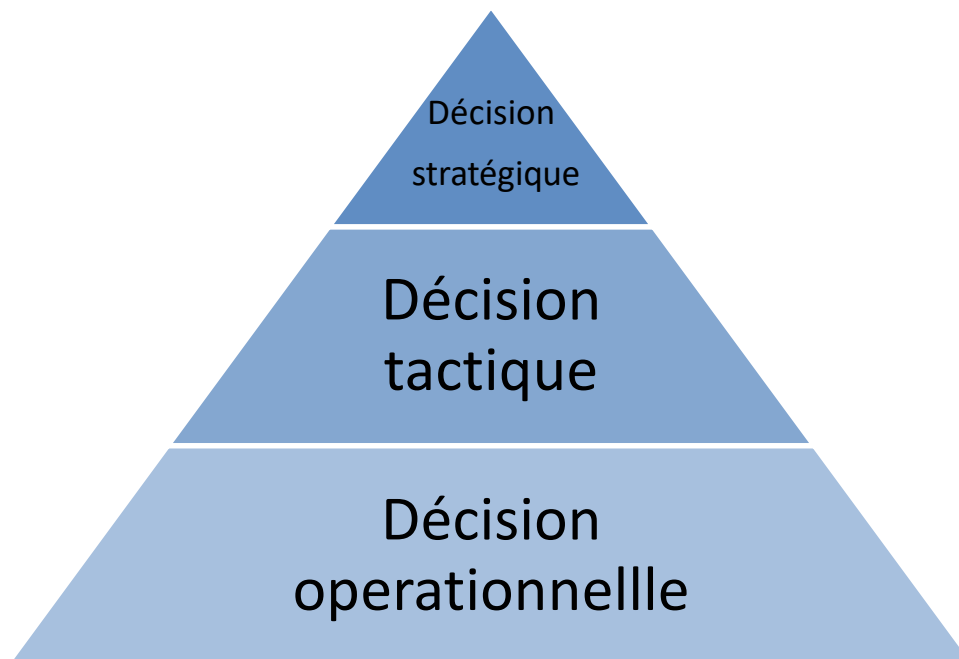 Décision
stratégique
Décision
tactique
Décision
operationnellle